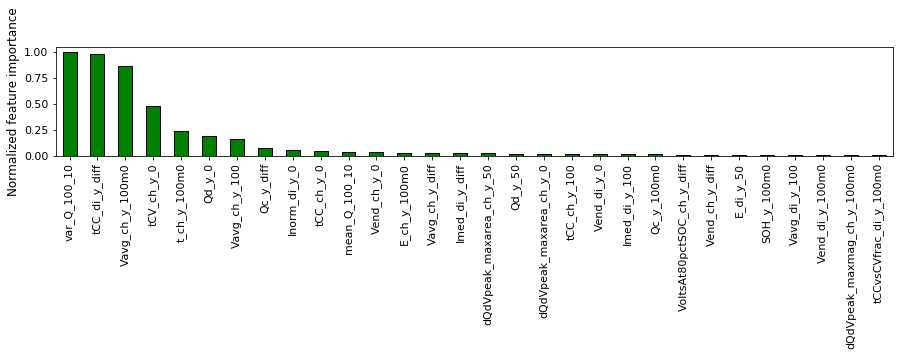 Normalized feature importance
1.00
0.75
0.50
0.25
0.00
var_Q_100_10
tCC_di_y_diff
Vavg_ch_y_100m0
tCV_ch_y_0
t_ch_y_100m0
Qd_y_0
Vavg_ch_y_100
Qc_y_diff
Inorm_di_y_0
tCC_ch_y_0
mean_Q_100_10
Vend_ch_y_0
E_ch_y_100m0
Vavg_ch_y_diff
Imed_di_y_diff
dQdVpeak_maxarea_ch_y_50
Qd_y_50
dQdVpeak_maxarea_ch_y_0
tCC_ch_y_100
Vend_di_y_0
Imed_di_y_100
Qc_y_100m0
VoltsAt80pctSOC_ch_y_diff
Vend_ch_y_diff
E_di_y_50
SOH_y_100m0
Vavg_di_y_100
Vend_di_y_100m0
dQdVpeak_maxmag_ch_y_100m0
tCCvsCVfrac_di_y_100m0